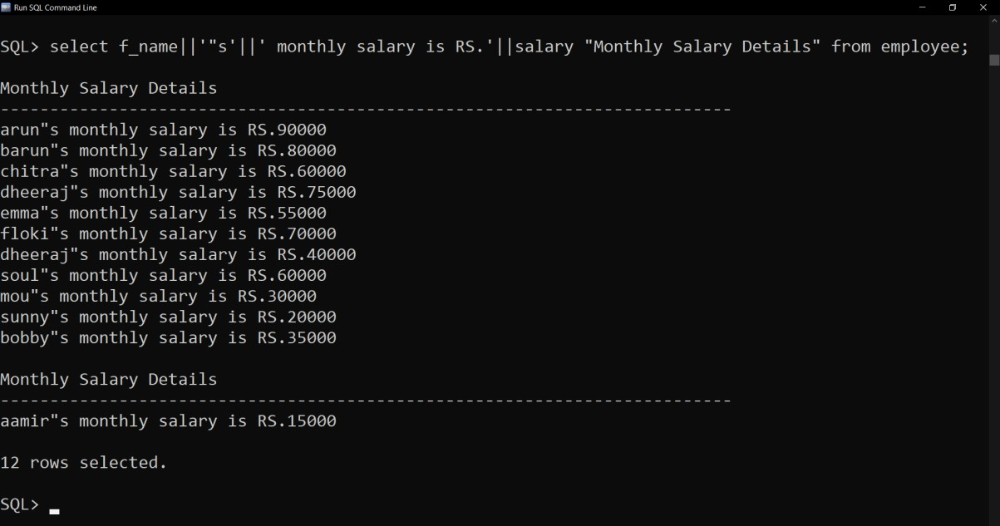 Run SQL Command Line
SQL> select f_name||'"s'||' monthly salary is RS.'||salary "Monthly Salary Details" from employee;
Monthly Salary Details
--------------------------------------------------------------------------
arun"s monthly salary is RS.90000
barun"s monthly salary is RS.80000
chitra"s monthly salary is RS.60000
dheeraj"s monthly salary is RS.75000
emma"s monthly salary is RS.55000
floki"s monthly salary is RS.70000
dheeraj"s monthly salary is RS.40000
soul"s monthly salary is RS.60000
mou"s monthly salary is RS.30000
sunny"s monthly salary is RS.20000
bobby"s monthly salary is RS.35000
Monthly Salary Details
--------------------------------------------------------------------------
aamir"s monthly salary is RS.15000
12 rows selected.
SQL>